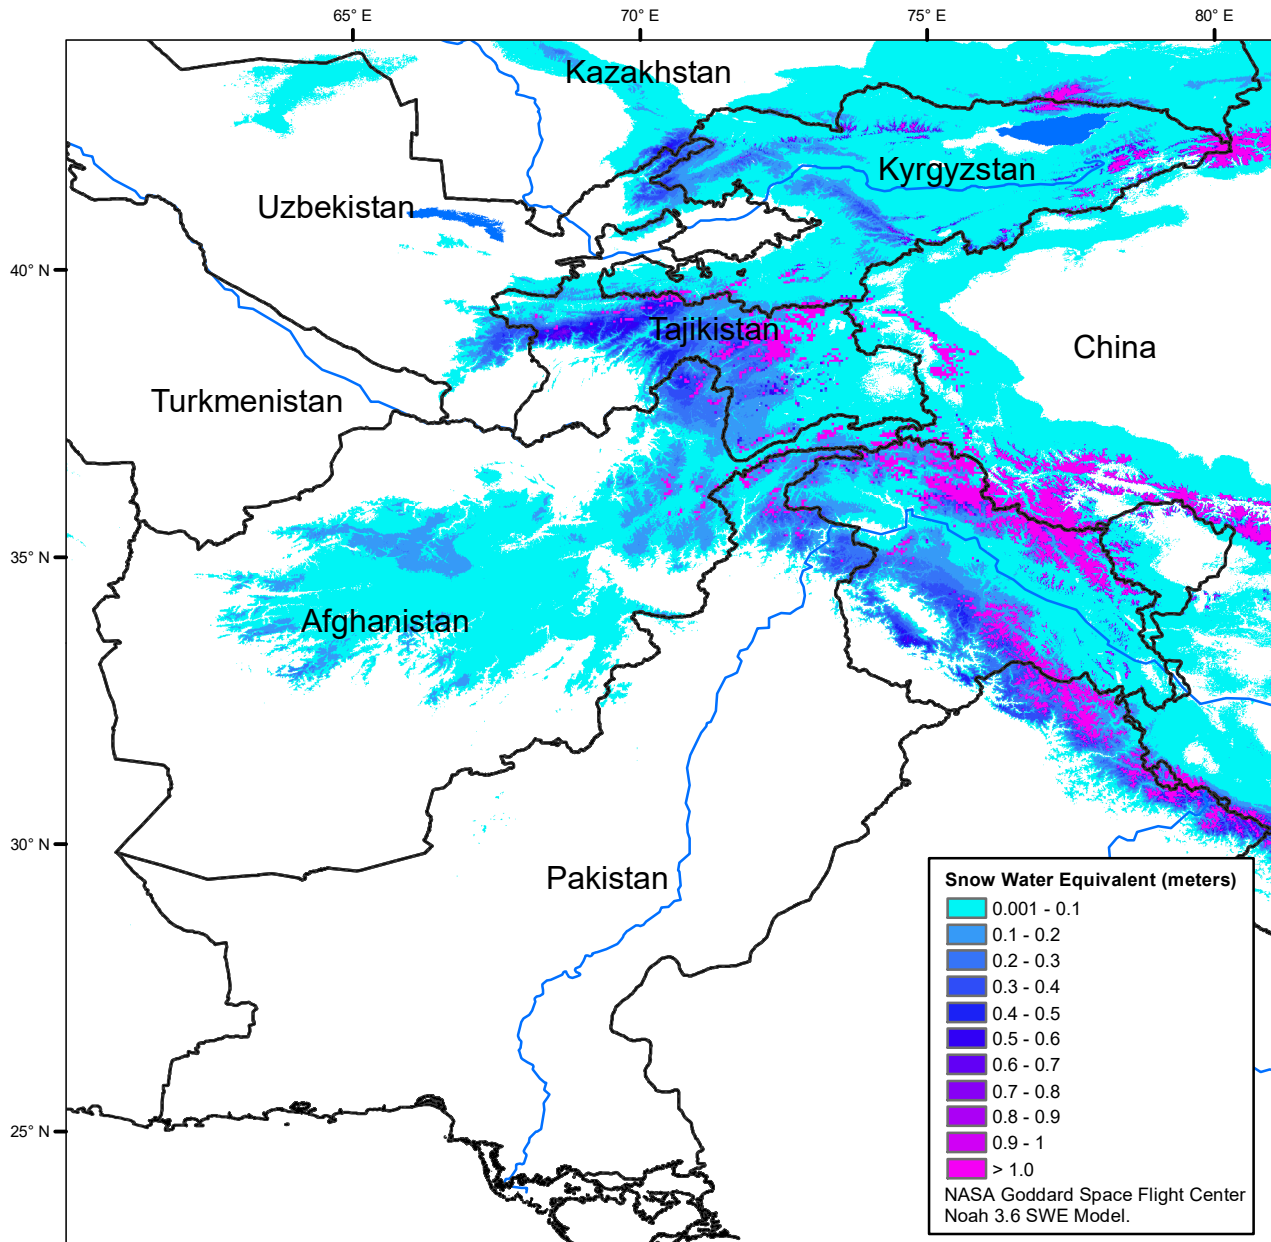 65° E
70° E
75° E
80° E
Kazakhstan
Kyrgyzstan
Uzbekistan
40° N
Tajikistan
China
Turkmenistan
35° N
Afghanistan
30° N
Pakistan
25° N
Snow Water Equivalent (meters)
0.001 - 0.1
0.1 - 0.2
0.2 - 0.3
0.3 - 0.4
0.4 - 0.5
0.5 - 0.6
0.6 - 0.7
0.7 - 0.8
0.8 - 0.9
0.9 - 1
> 1.0
NASA Goddard Space Flight Center
Noah 3.6 SWE Model.